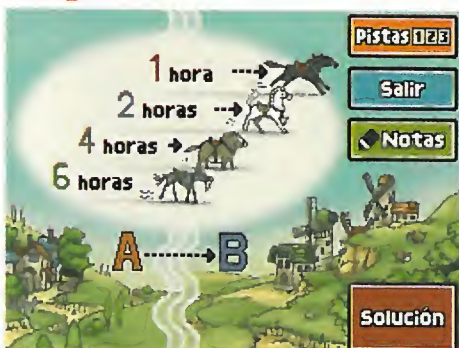 1 hora
2 horas
4 horas
6 horas
A B
Pistas 1 2 3
Salir
Notas
Solución